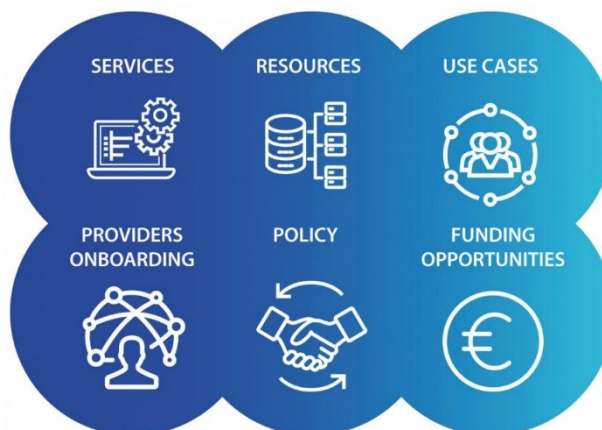 SERVICES
RESOURCES
USE CASES
PROVIDERS
ONBOARDING
POLICY
FUNDING
OPPORTUNITIES